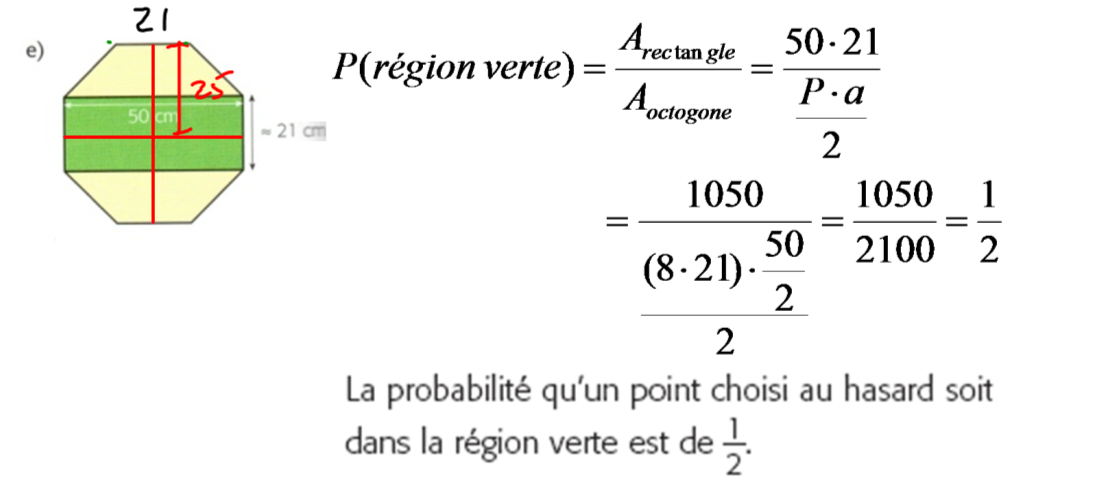 21
e)
25
50 cm
≈ 21 cm
P(région verte) = A_rectangle / A_octogone = (50·21) / ((P·a) / 2)
= 1050 / (((8·21)·(50/2)) / 2) = 1050/2100 = 1/2
La probabilité qu'un point choisi au hasard soit
dans la région verte est de 1/2.